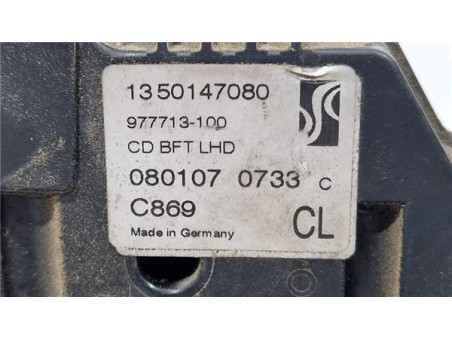 1350147080
977713-100
CD BFT LHD
080107 0733 C
C869
CL
Made in Germany